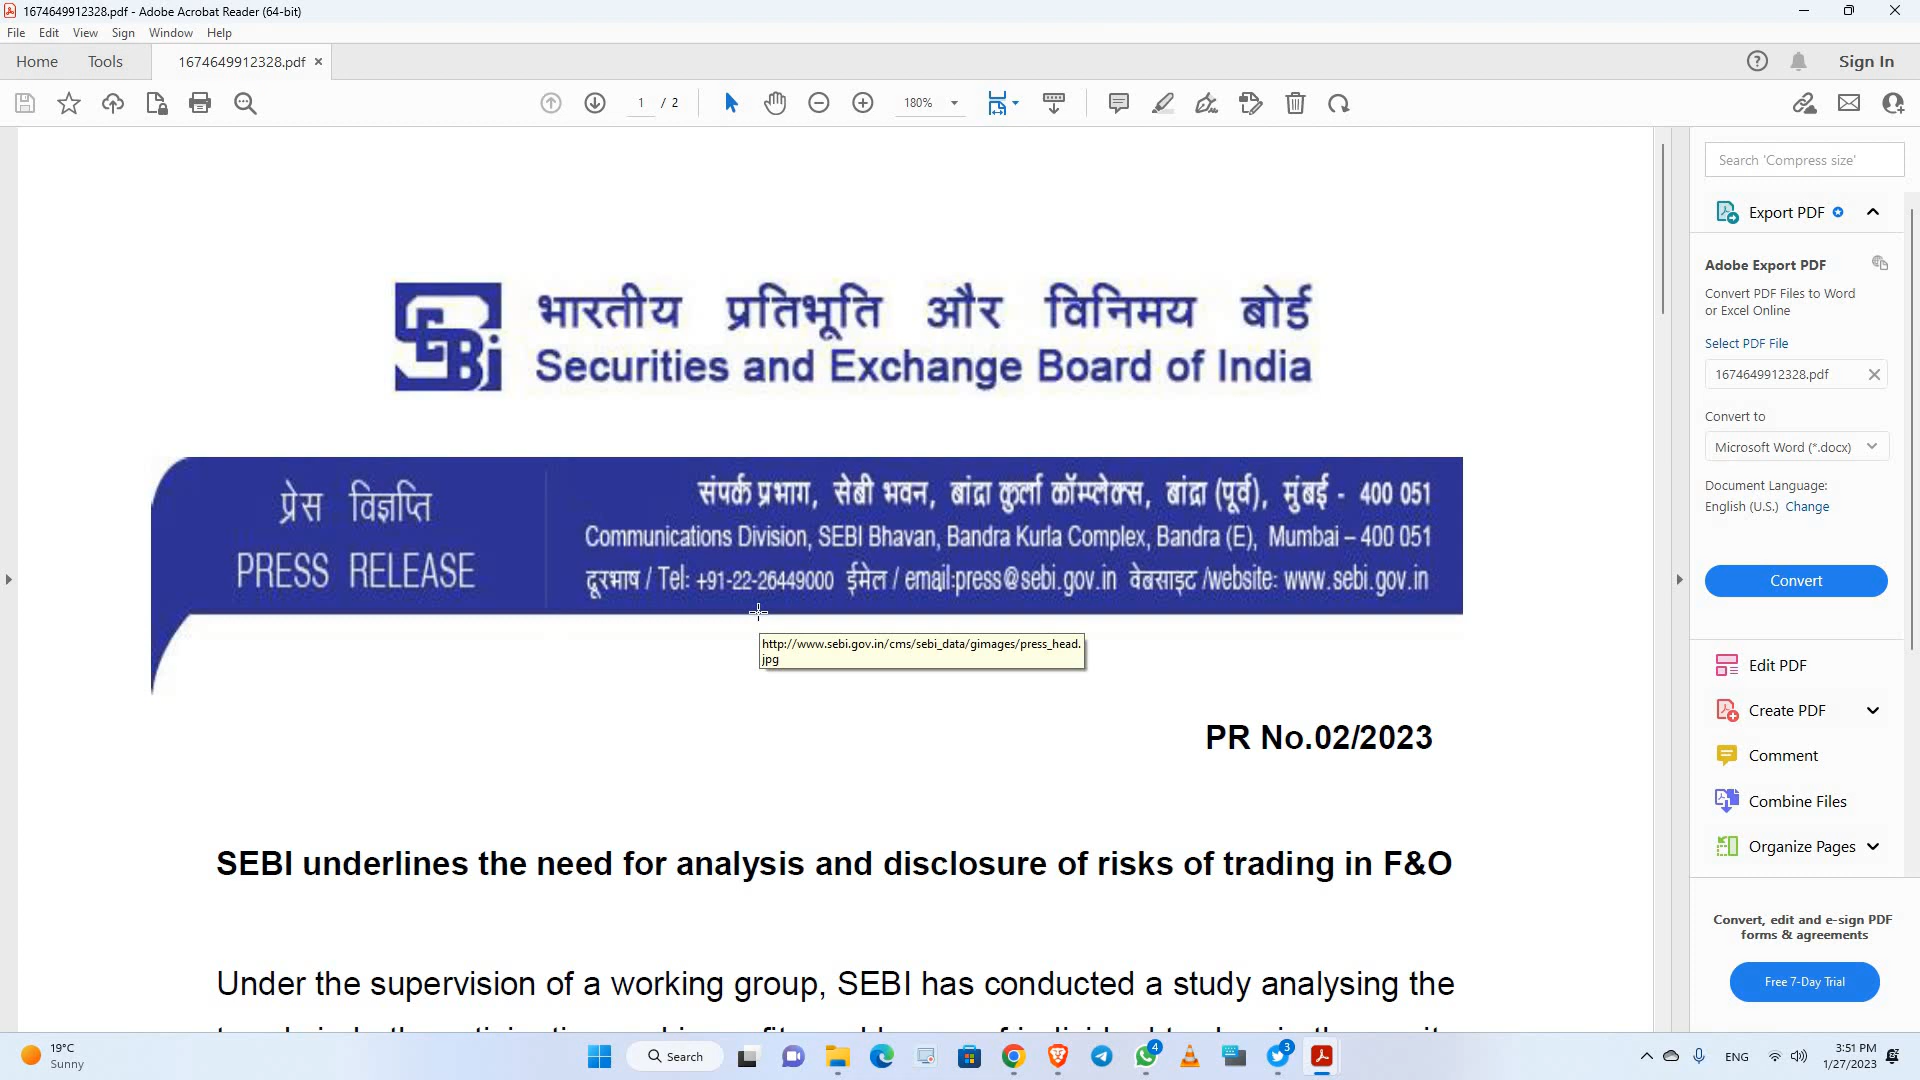 1674649912328.pdf - Adobe Acrobat Reader (64-bit)
File Edit View Sign Window Help
Home Tools 1674649912328.pdf × Sign In
1 / 2 180%
Search 'Compress size'
Export PDF
Adobe Export PDF
Convert PDF Files to Word
or Excel Online
Select PDF File
1674649912328.pdf
Convert to
Microsoft Word (*.docx)
Document Language:
English (U.S.) Change
Convert
Edit PDF
Create PDF
Comment
Combine Files
Organize Pages
Convert, edit and e-sign PDF
forms & agreements
Free 7-Day Trial
SEBI
भारतीय प्रतिभूति और विनिमय बोर्ड
Securities and Exchange Board of India
प्रेस विज्ञप्ति
PRESS RELEASE
संपर्क प्रभाग, सेबी भवन, बांद्रा कुर्ला कॉम्प्लेक्स, बांद्रा (पूर्व), मुंबई - 400 051
Communications Division, SEBI Bhavan, Bandra Kurla Complex, Bandra (E), Mumbai – 400 051
दूरभाष / Tel: +91-22-26449000 ईमेल / email:press@sebi.gov.in वेबसाइट /website: www.sebi.gov.in
http://www.sebi.gov.in/cms/sebi_data/gimages/press_head.
jpg
PR No.02/2023
SEBI underlines the need for analysis and disclosure of risks of trading in F&O
Under the supervision of a working group, SEBI has conducted a study analysing the
19°C
Sunny
Search
4
3
ENG
3:51 PM
1/27/2023